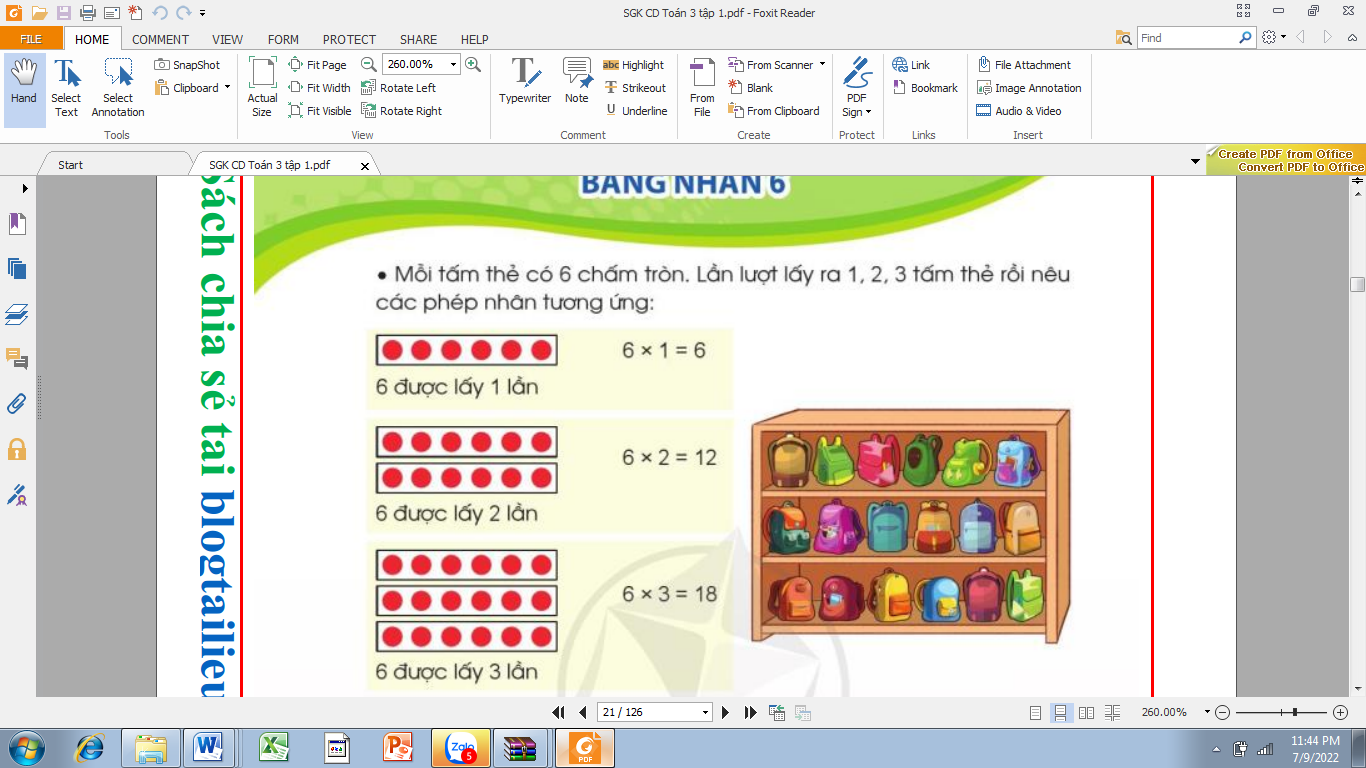 SGK CD Toán 3 tập 1.pdf - Foxit Reader
FILE HOME COMMENT VIEW FORM PROTECT SHARE HELP
Find
Hand
Select Text
Select Annotation
SnapShot
Clipboard
Tools
Actual Size
Fit Page
Fit Width
Fit Visible
260.00%
Rotate Left
Rotate Right
View
Typewriter
Note
Highlight
Strikeout
Underline
Comment
From File
From Scanner
Blank
From Clipboard
Create
PDF Sign
Protect
Link
Bookmark
Links
File Attachment
Image Annotation
Audio & Video
Insert
Start
SGK CD Toán 3 tập 1.pdf
Create PDF from Office
Convert PDF to Office
Sách chia sẻ tại blogtailieu
BẢNG NHÂN 6
• Mỗi tấm thẻ có 6 chấm tròn. Lần lượt lấy ra 1, 2, 3 tấm thẻ rồi nêu
các phép nhân tương ứng:
6 × 1 = 6
6 được lấy 1 lần
6 × 2 = 12
6 được lấy 2 lần
6 × 3 = 18
6 được lấy 3 lần
21 / 126
260.00%
Zalo
5
PDF
11:44 PM
7/9/2022